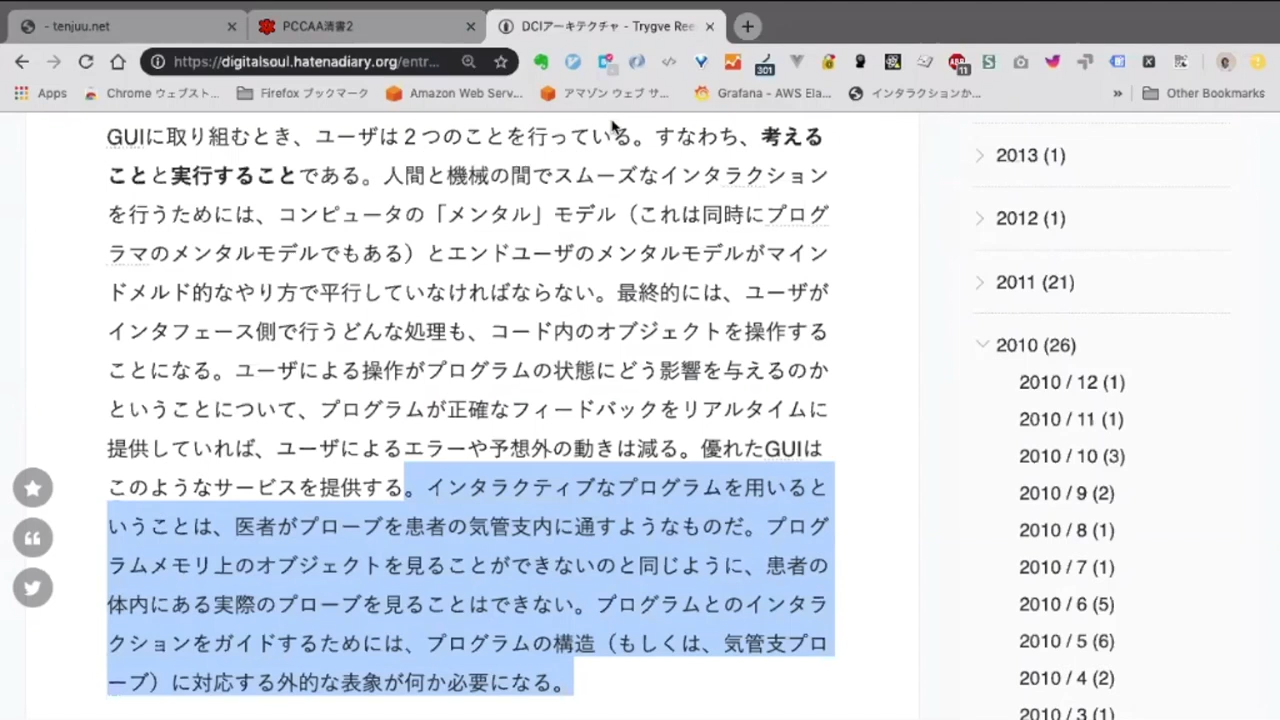 - tenjuu.net
PCCAA清書2
DCIアーキテクチャ - Trygve Ree
https://digitalsoul.hatenadiary.org/entr...
301
11
Apps
Chrome ウェブスト...
Firefox ブックマーク
Amazon Web Serv...
アマゾン ウェブ サ...
Grafana - AWS Ela...
インタラクションか...
»
Other Bookmarks
GUIに取り組むとき、ユーザは２つのことを行っている。すなわち、考える
ことと実行することである。人間と機械の間でスムーズなインタラクション
を行うためには、コンピュータの「メンタル」モデル（これは同時にプログ
ラマのメンタルモデルでもある）とエンドユーザのメンタルモデルがマイン
ドメルド的なやり方で平行していなければならない。最終的には、ユーザが
インタフェース側で行うどんな処理も、コード内のオブジェクトを操作する
ことになる。ユーザによる操作がプログラムの状態にどう影響を与えるのか
ということについて、プログラムが正確なフィードバックをリアルタイムに
提供していれば、ユーザによるエラーや予想外の動きは減る。優れたGUIは
このようなサービスを提供する。インタラクティブなプログラムを用いると
いうことは、医者がプローブを患者の気管支内に通すようなものだ。プログ
ラムメモリ上のオブジェクトを見ることができないのと同じように、患者の
体内にある実際のプローブを見ることはできない。プログラムとのインタラ
クションをガイドするためには、プログラムの構造（もしくは、気管支プロ
ーブ）に対応する外的な表象が何か必要になる。
2013 (1)
2012 (1)
2011 (21)
2010 (26)
2010 / 12 (1)
2010 / 11 (1)
2010 / 10 (3)
2010 / 9 (2)
2010 / 8 (1)
2010 / 7 (1)
2010 / 6 (5)
2010 / 5 (6)
2010 / 4 (2)
2010 / 3 (1)